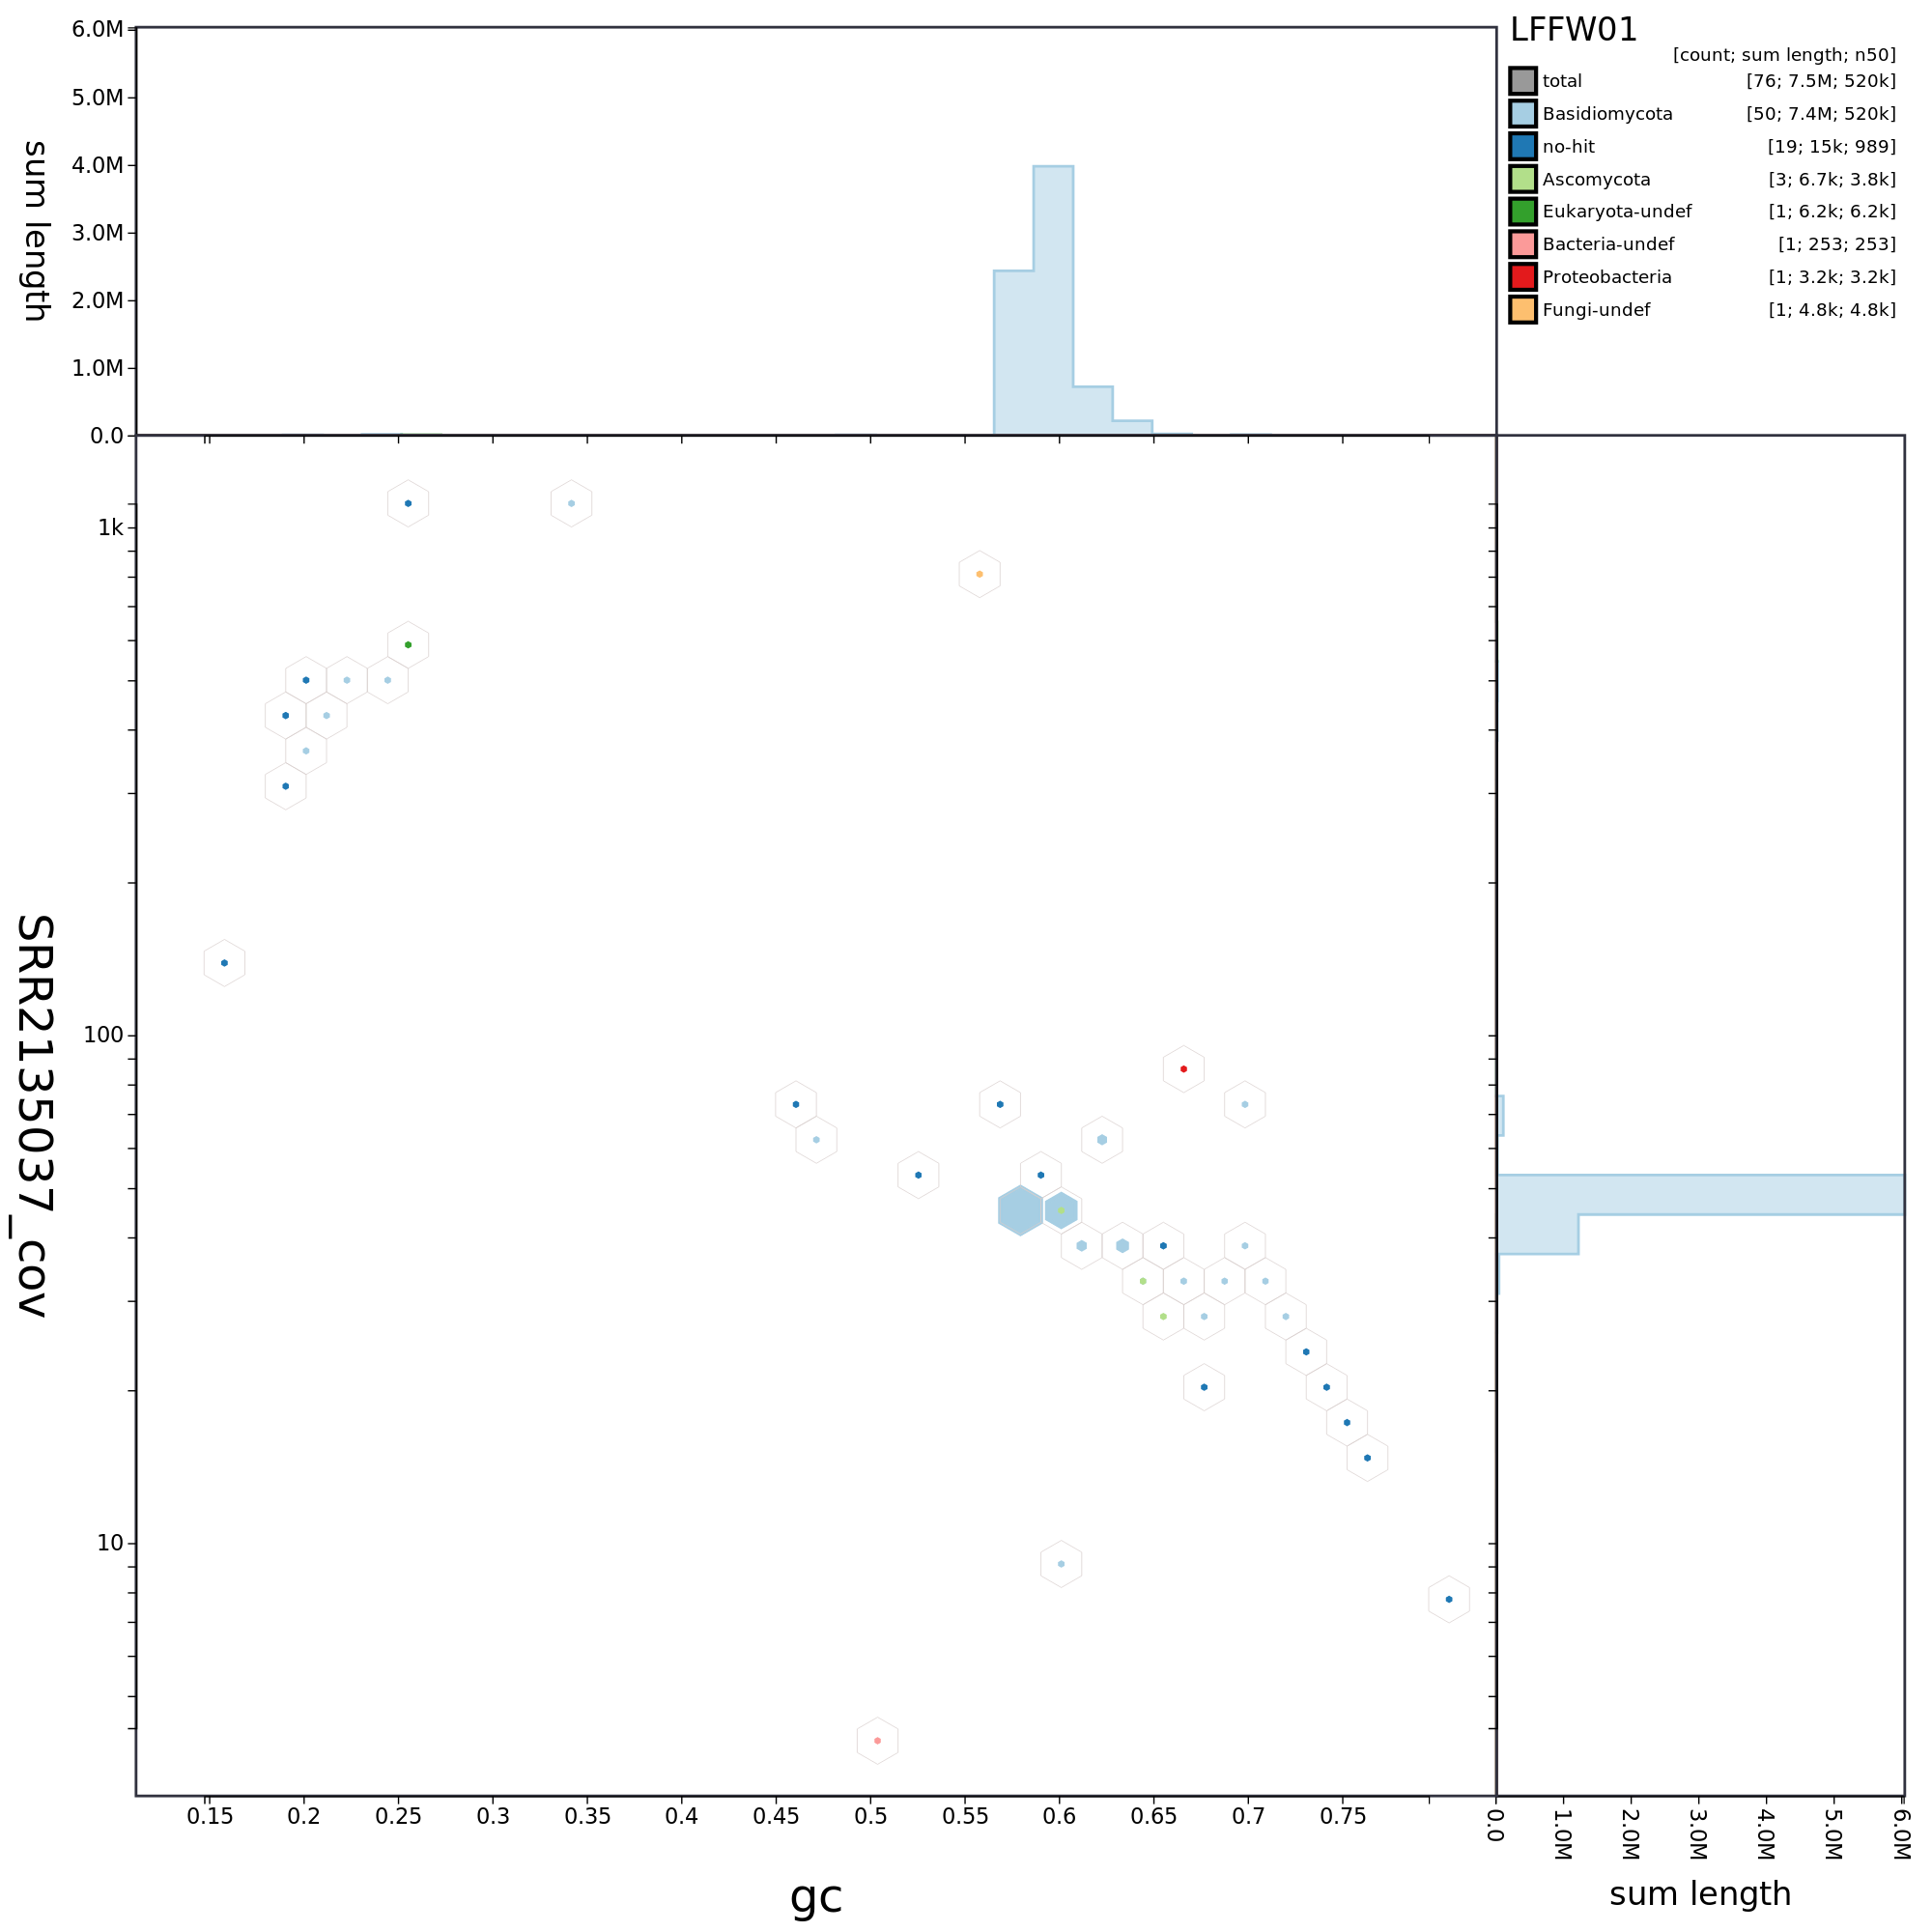 LFFW01
[count; sum length; n50]
total [76; 7.5M; 520k]
Basidiomycota [50; 7.4M; 520k]
no-hit [19; 15k; 989]
Ascomycota [3; 6.7k; 3.8k]
Eukaryota-undef [1; 6.2k; 6.2k]
Bacteria-undef [1; 253; 253]
Proteobacteria [1; 3.2k; 3.2k]
Fungi-undef [1; 4.8k; 4.8k]
6.0M
5.0M
4.0M
3.0M
2.0M
1.0M
0.0
sum length
1k
100
10
SRR2135037_cov
0.15 0.2 0.25 0.3 0.35 0.4 0.45 0.5 0.55 0.6 0.65 0.7 0.75
gc
0.0 1.0M 2.0M 3.0M 4.0M 5.0M 6.0M
sum length